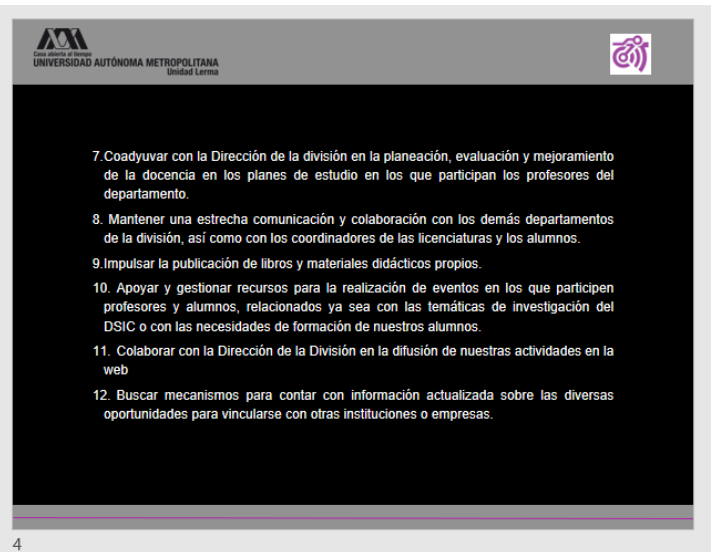 Casa abierta al tiempo
UNIVERSIDAD AUTÓNOMA METROPOLITANA
Unidad Lerma
7.Coadyuvar con la Dirección de la división en la planeación, evaluación y mejoramiento
de la docencia en los planes de estudio en los que participan los profesores del
departamento.
8. Mantener una estrecha comunicación y colaboración con los demás departamentos
de la división, así como con los coordinadores de las licenciaturas y los alumnos.
9.Impulsar la publicación de libros y materiales didácticos propios.
10. Apoyar y gestionar recursos para la realización de eventos en los que participen
profesores y alumnos, relacionados ya sea con las temáticas de investigación del
DSIC o con las necesidades de formación de nuestros alumnos.
11. Colaborar con la Dirección de la División en la difusión de nuestras actividades en la
web
12. Buscar mecanismos para contar con información actualizada sobre las diversas
oportunidades para vincularse con otras instituciones o empresas.
4